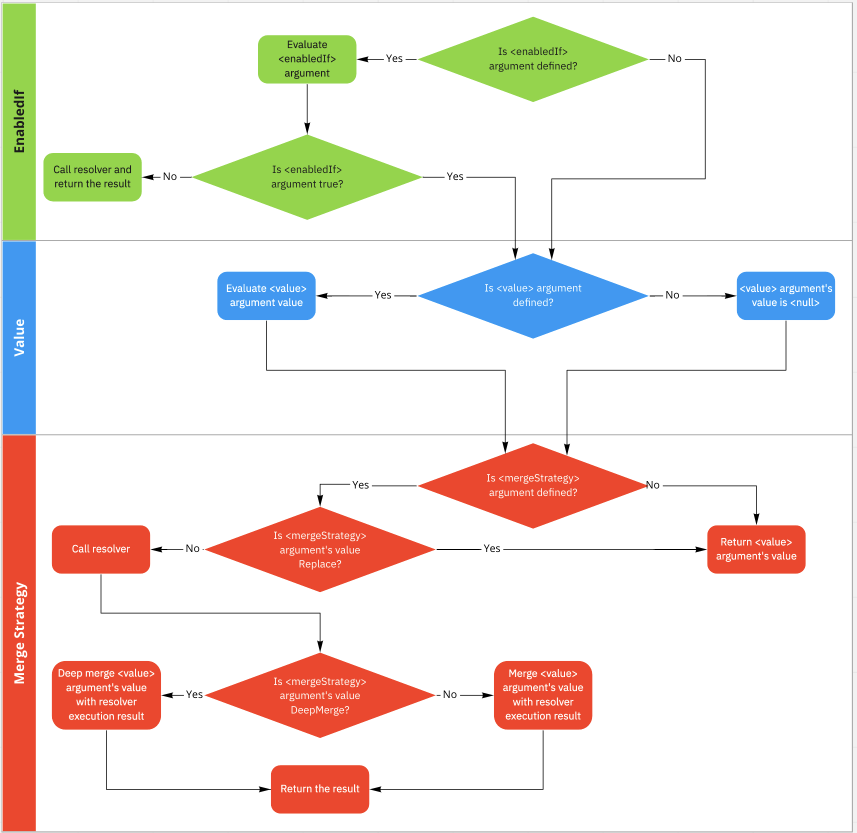 EnabledIf
Is <enabledIf>
argument defined?
Yes
No
Evaluate
<enabledIf>
argument
Is <enabledIf>
argument true?
No
Yes
Call resolver and
return the result
Value
Is <value> argument
defined?
Yes
No
Evaluate <value>
argument value
<value> argument's
value is <null>
Merge Strategy
Is <mergeStrategy>
argument defined?
Yes
No
Is <mergeStrategy>
argument's value
Replace?
No
Yes
Call resolver
Return <value>
argument's value
Is <mergeStrategy>
argument's value
DeepMerge?
Yes
No
Deep merge <value>
argument's value
with resolver
execution result
Merge <value>
argument's value
with resolver
execution result
Return the result